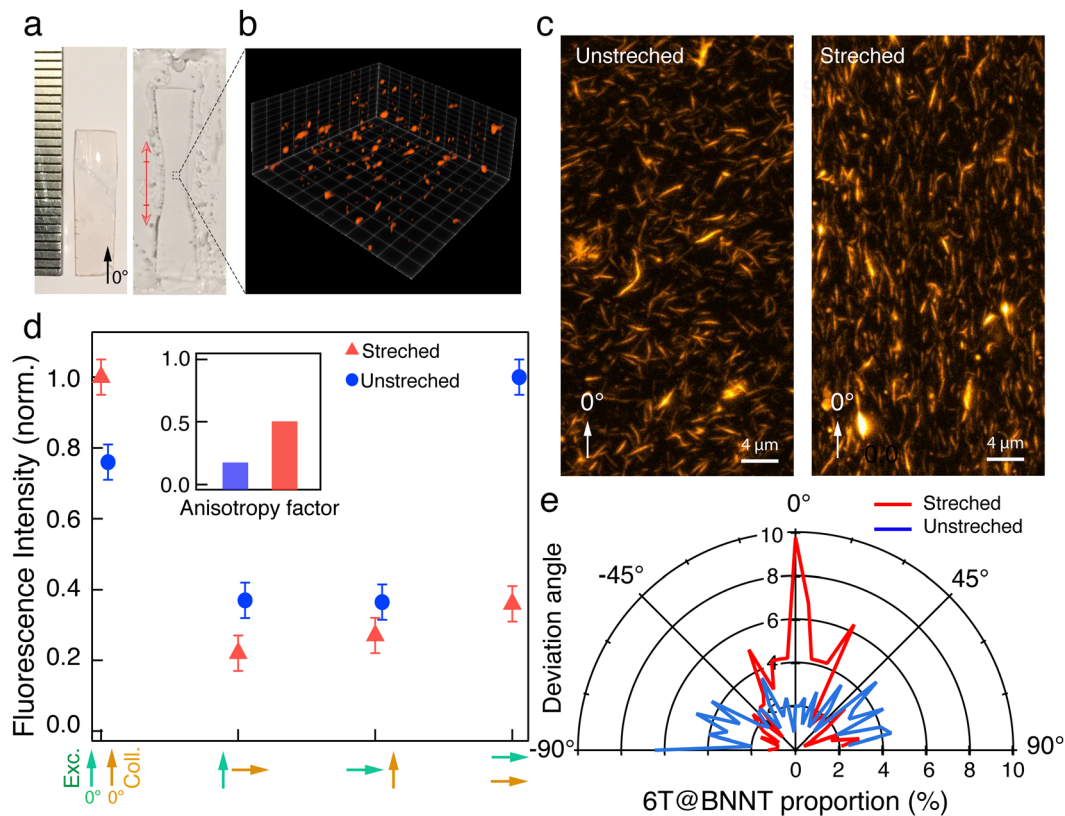 a
b
c
0°
Unstreched
Streched
0°
4 µm
0°
0.0
4 µm
d
Fluorescence Intensity (norm.)
1.0
0.8
0.6
0.4
0.2
0.0
1.0
0.5
0.0
Anisotropy factor
Streched
Unstreched
Exc.
0°
0°
Coll.
e
Streched
Unstreched
Deviation angle
0°
-45°
45°
-90°
90°
10
8
6
4
2
0
2
4
6
8
10
6T@BNNT proportion (%)